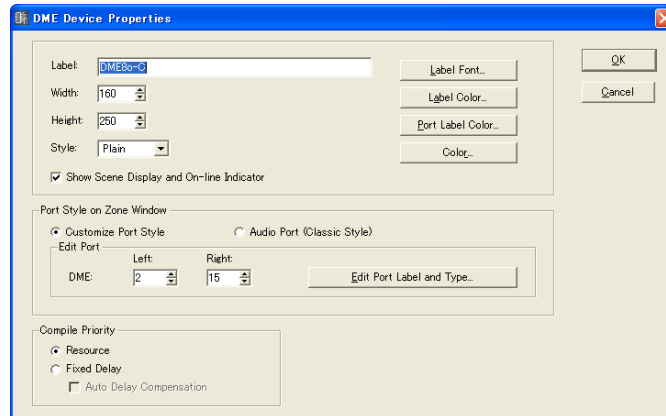 DME Device Properties
Label: DME8o-C Label Font... OK
Width: 160 Label Color... Cancel
Height: 250 Port Label Color...
Style: Plain Color...
Show Scene Display and On-line Indicator
Port Style on Zone Window
Customize Port Style Audio Port (Classic Style)
Edit Port
Left: Right:
DME: 2 15 Edit Port Label and Type...
Compile Priority
Resource
Fixed Delay
Auto Delay Compensation